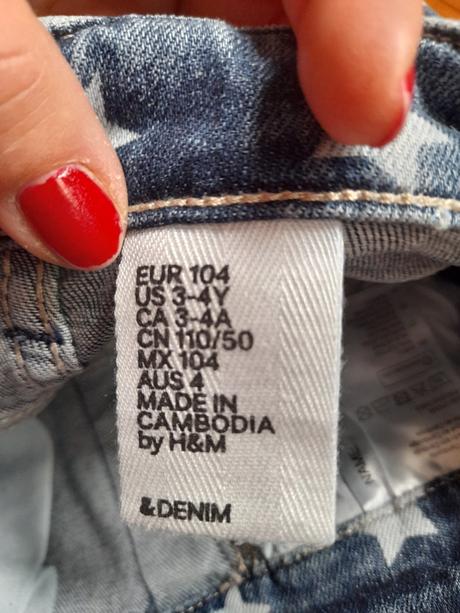 EUR 104
US 3-4Y
CA 3-4A
CN 110/50
MX 104
AUS 4
MADE IN
CAMBODIA
by H&M
&DENIM
NAME: